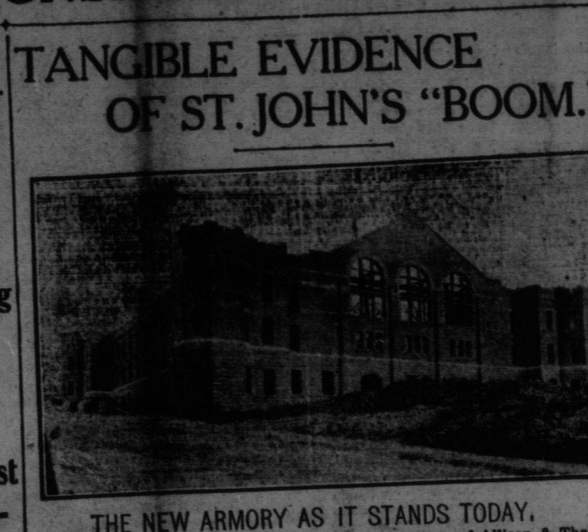 TANGIBLE EVIDENCE
OF ST. JOHN'S "BOOM.
THE NEW ARMORY AS IT STANDS TODAY.